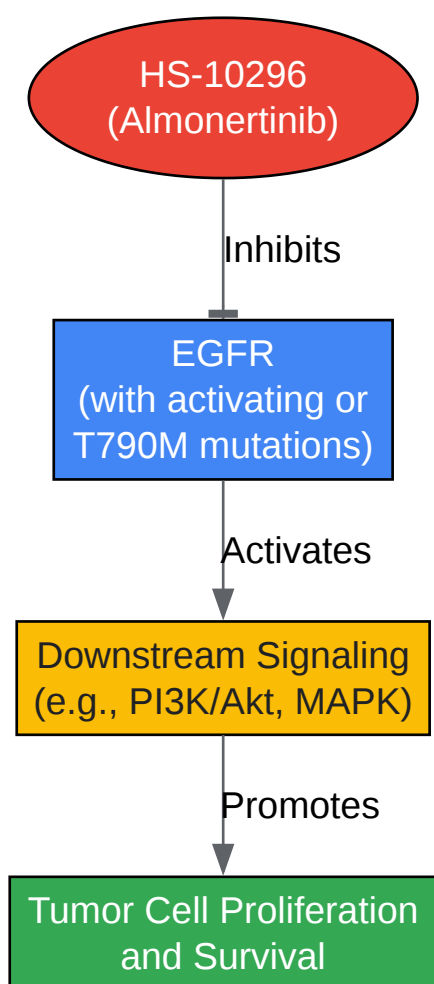 HS-10296
(Almonertinib)
Inhibits
EGFR
(with activating or
T790M mutations)
Activates
Downstream Signaling
(e.g., PI3K/Akt, MAPK)
Promotes
Tumor Cell Proliferation
and Survival